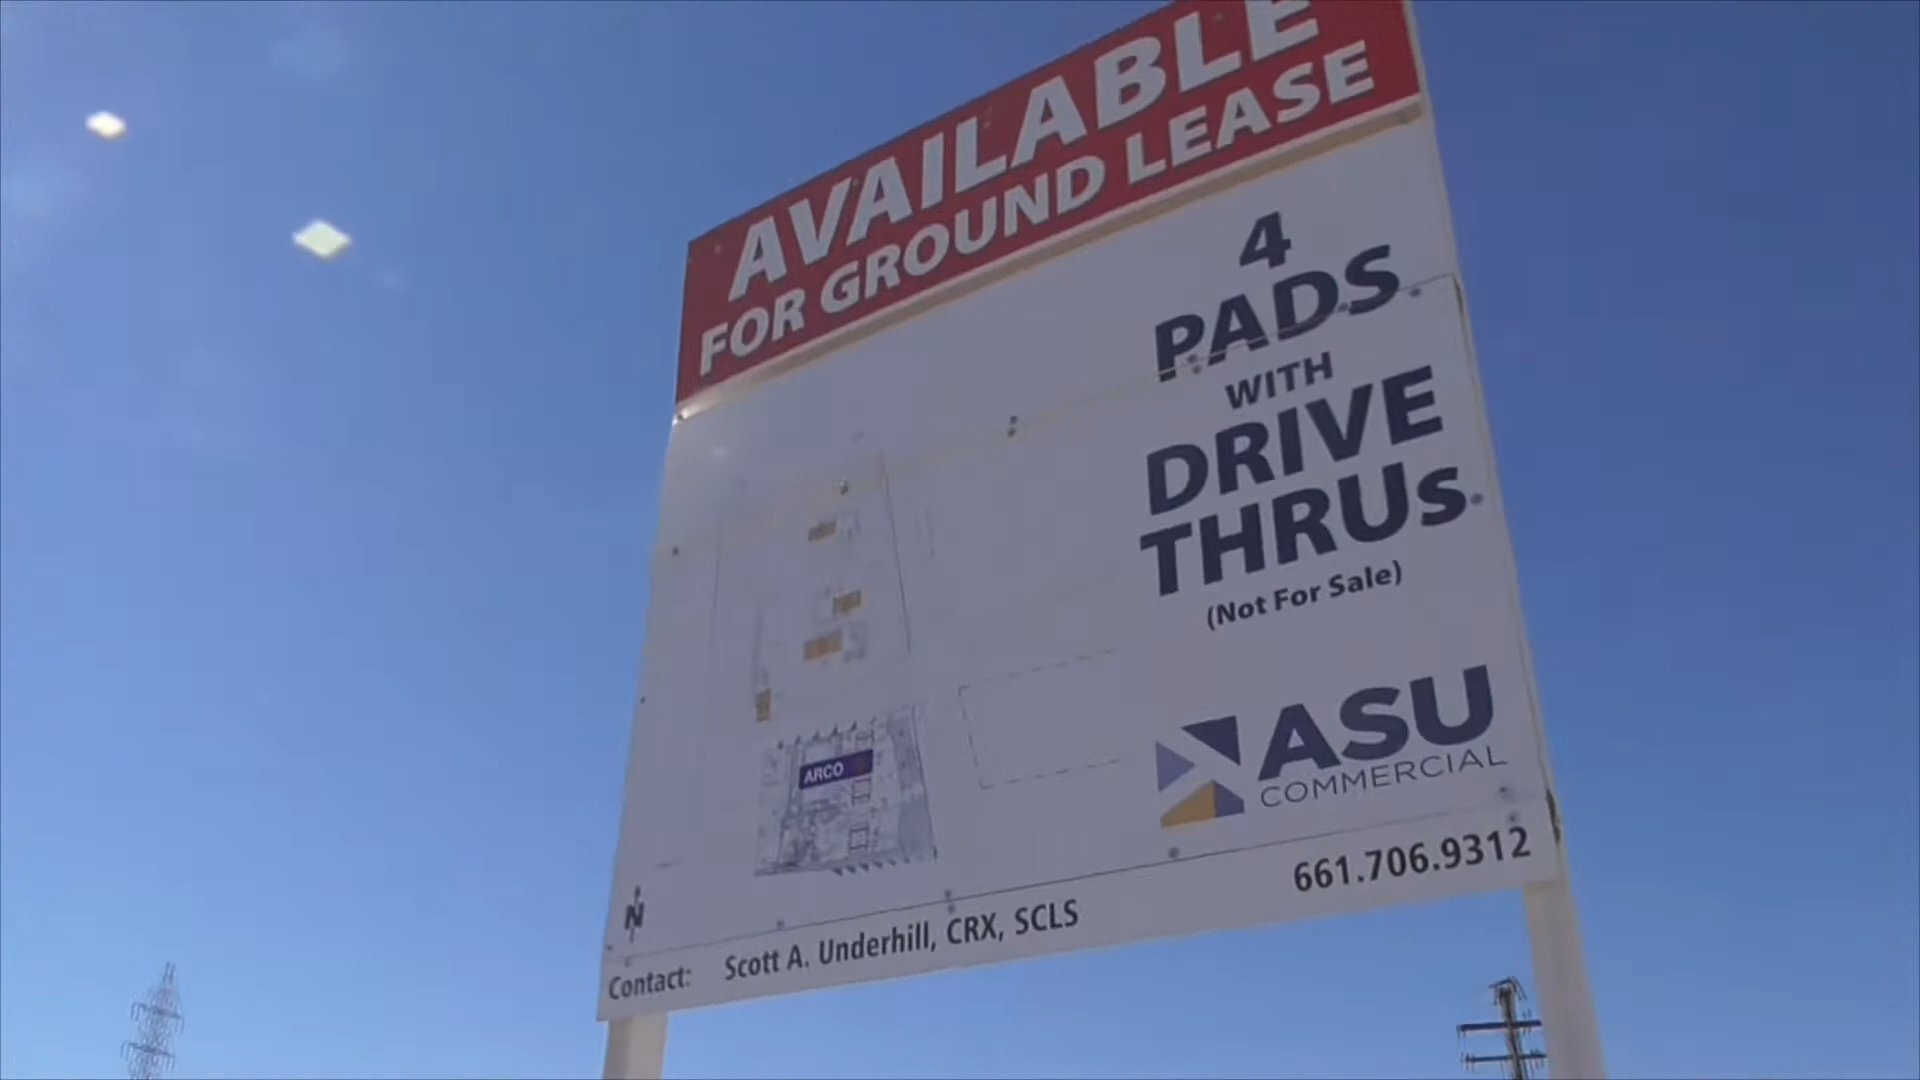 AVAILABLE
FOR GROUND LEASE
4
PADS
WITH
DRIVE
THRUs
(Not For Sale)
ARCO
ASU
COMMERCIAL
N
661.706.9312
Contact: Scott A. Underhill, CRX, SCLS